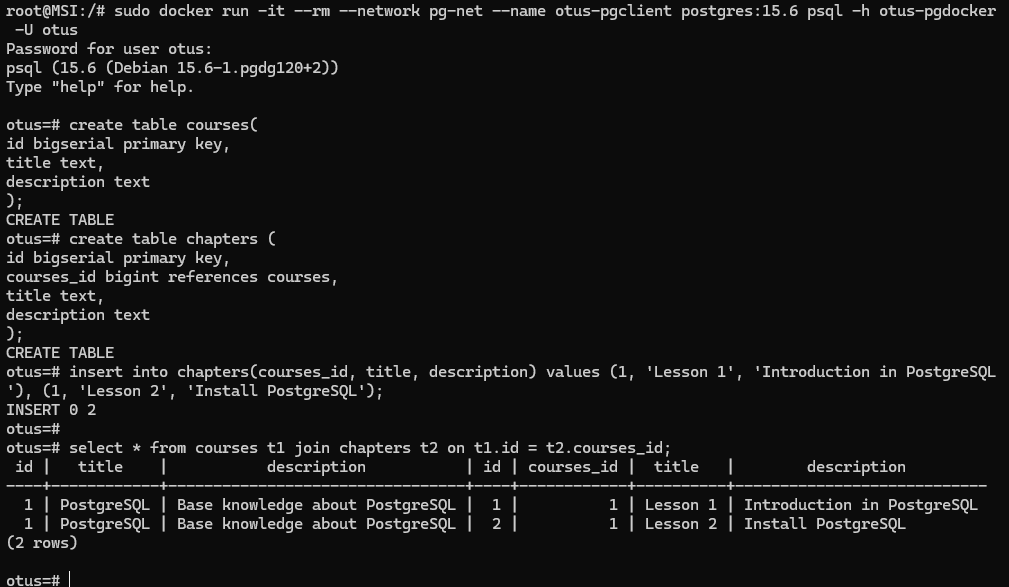 root@MSI:/# sudo docker run -it --rm --network pg-net --name otus-pgclient postgres:15.6 psql -h otus-pgdocker
 -U otus
Password for user otus:
psql (15.6 (Debian 15.6-1.pgdg120+2))
Type "help" for help.

otus=# create table courses(
id bigserial primary key,
title text,
description text
);
CREATE TABLE
otus=# create table chapters (
id bigserial primary key,
courses_id bigint references courses,
title text,
description text
);
CREATE TABLE
otus=# insert into chapters(courses_id, title, description) values (1, 'Lesson 1', 'Introduction in PostgreSQL
'), (1, 'Lesson 2', 'Install PostgreSQL');
INSERT 0 2
otus=#
otus=# select * from courses t1 join chapters t2 on t1.id = t2.courses_id;
 id |   title    |           description            | id | courses_id |  title   |        description
----+------------+----------------------------------+----+------------+----------+----------------------------
  1 | PostgreSQL | Base knowledge about PostgreSQL |  1 |          1 | Lesson 1 | Introduction in PostgreSQL
  1 | PostgreSQL | Base knowledge about PostgreSQL |  2 |          1 | Lesson 2 | Install PostgreSQL
(2 rows)

otus=#